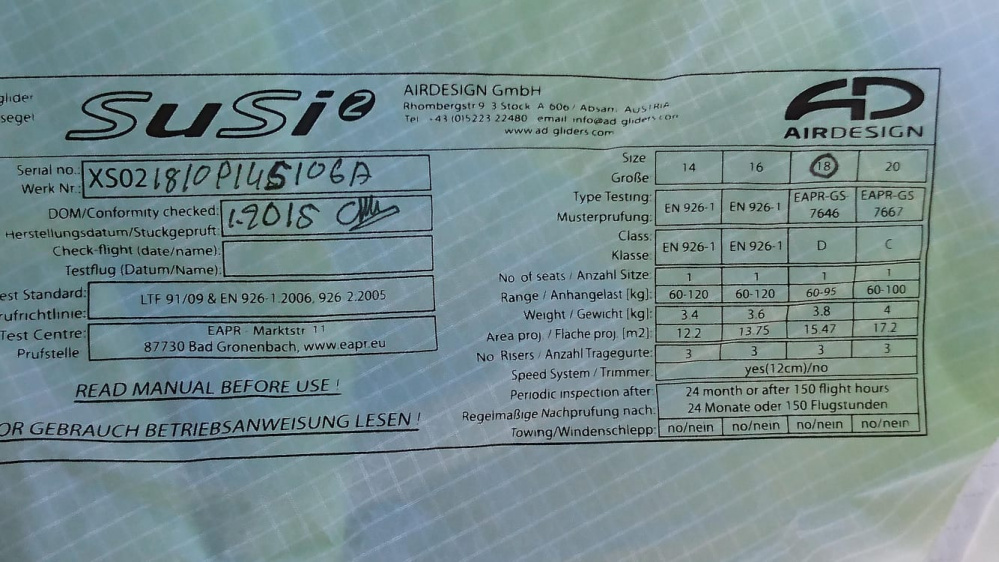 glider
segel
SuSi 2
AIRDESIGN GmbH
Rhombergstr 9 3 Stock A 606 / Absam, AUSTRIA
Tel +43 (0)5223 22480 email info@ad gliders com
www ad gliders com
AD
AIRDESIGN
Serial no.:
Werk Nr.:
XS021810P145106A
DOM/Conformity checked:
Herstellungsdatum/Stuckgepruft:
1.2018
Check-flight (date/name):
Testflug (Datum/Name):
est Standard:
rufrichtlinie:
LTF 91/09 & EN 926-1.2006, 926 2.2005
Test Centre:
Prufstelle
EAPR - Marktstr 11
87730 Bad Gronenbach, www.eapr.eu
READ MANUAL BEFORE USE !
OR GEBRAUCH BETRIEBSANWEISUNG LESEN !
Size
Große
14 16 18 20
Type Testing:
Musterprufung:
EN 926-1 EN 926-1 EAPR-GS 7646 EAPR-GS 7667
Class:
Klasse:
EN 926-1 EN 926-1 D C
No of seats / Anzahl Sitze: 1 1 1 1
Range / Anhangelast [kg]: 60-120 60-120 60-95 60-100
Weight / Gewicht [kg]: 3.4 3.6 3.8 4
Area proj / Flache proj. [m2]: 12.2 13.75 15.47 17.2
No Risers / Anzahl Tragegurte: 3 3 3 3
Speed System / Trimmer: yes(12cm)/no
Periodic inspection after: 24 month or after 150 flight hours
Regelmaßige Nachprufung nach: 24 Monate oder 150 Flugstunden
Towing/Windenschlepp: no/nein no/nein no/nein no/nein